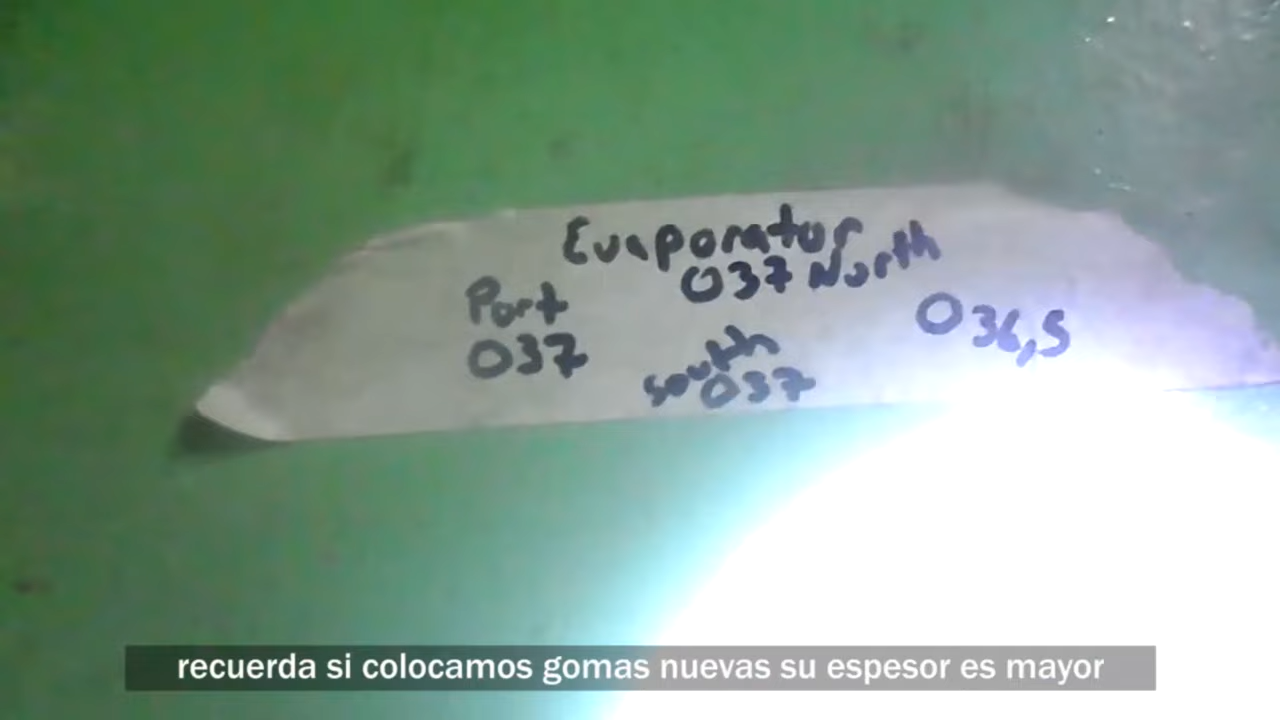 Evaporator
037 North
Port
037
036,5
south
037
recuerda si colocamos gomas nuevas su espesor es mayor